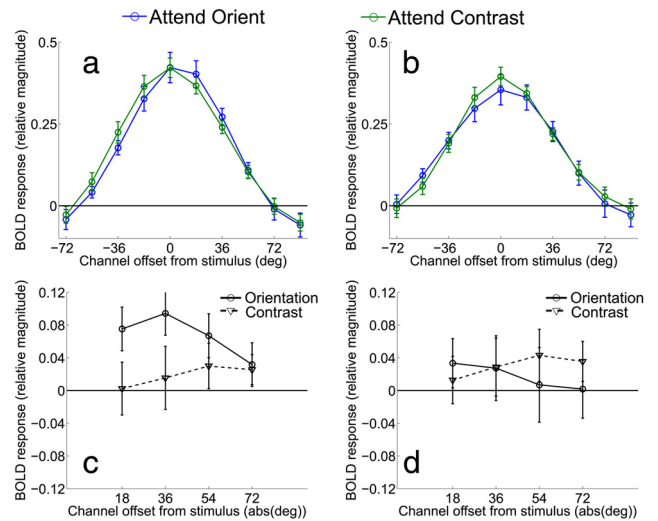 Attend Orient
Attend Contrast
a
BOLD response (relative magnitude)
0.5
0.25
0
−72
−36
0
36
72
Channel offset from stimulus (deg)
b
BOLD response (relative magnitude)
0.5
0.25
0
−72
−36
0
36
72
Channel offset from stimulus (deg)
c
Orientation
Contrast
BOLD response (relative magnitude)
0.12
0.08
0.04
0
−0.04
−0.08
−0.12
18
36
54
72
Channel offset from stimulus (abs(deg))
d
Orientation
Contrast
BOLD response (relative magnitude)
0.12
0.08
0.04
0
−0.04
−0.08
−0.12
18
36
54
72
Channel offset from stimulus (abs(deg))